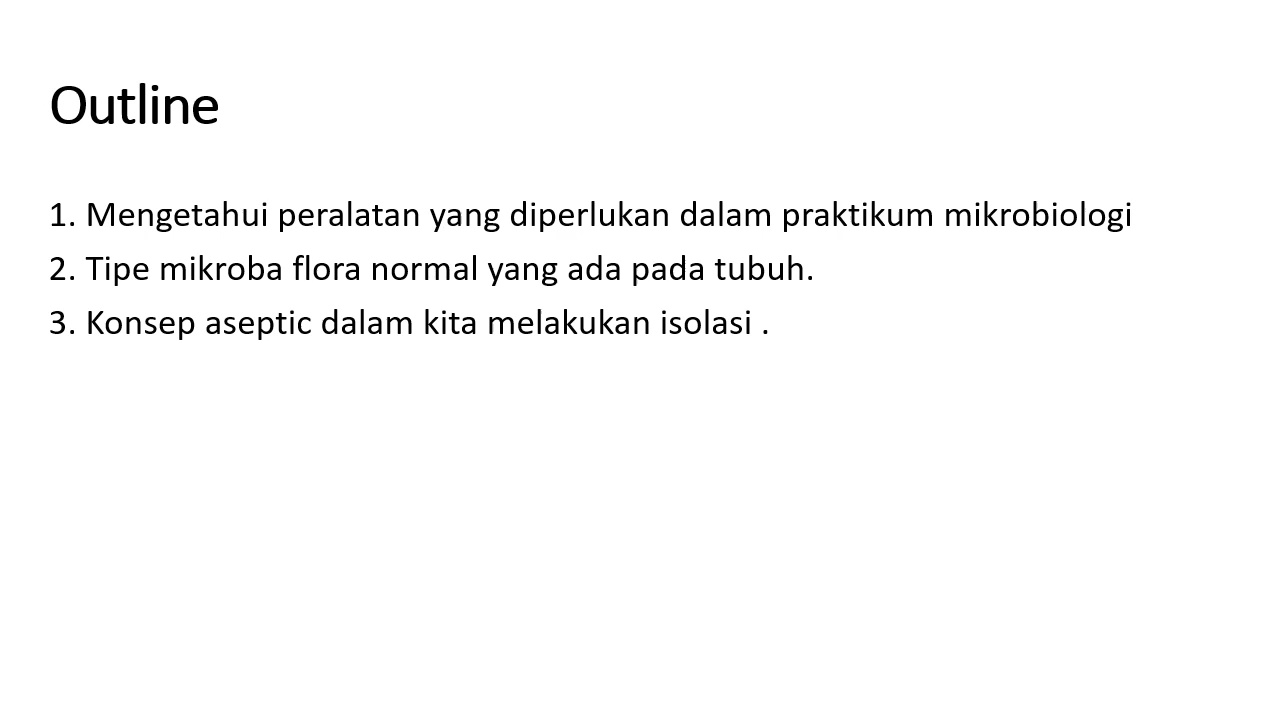 Outline
1. Mengetahui peralatan yang diperlukan dalam praktikum mikrobiologi
2. Tipe mikroba flora normal yang ada pada tubuh.
3. Konsep aseptic dalam kita melakukan isolasi .